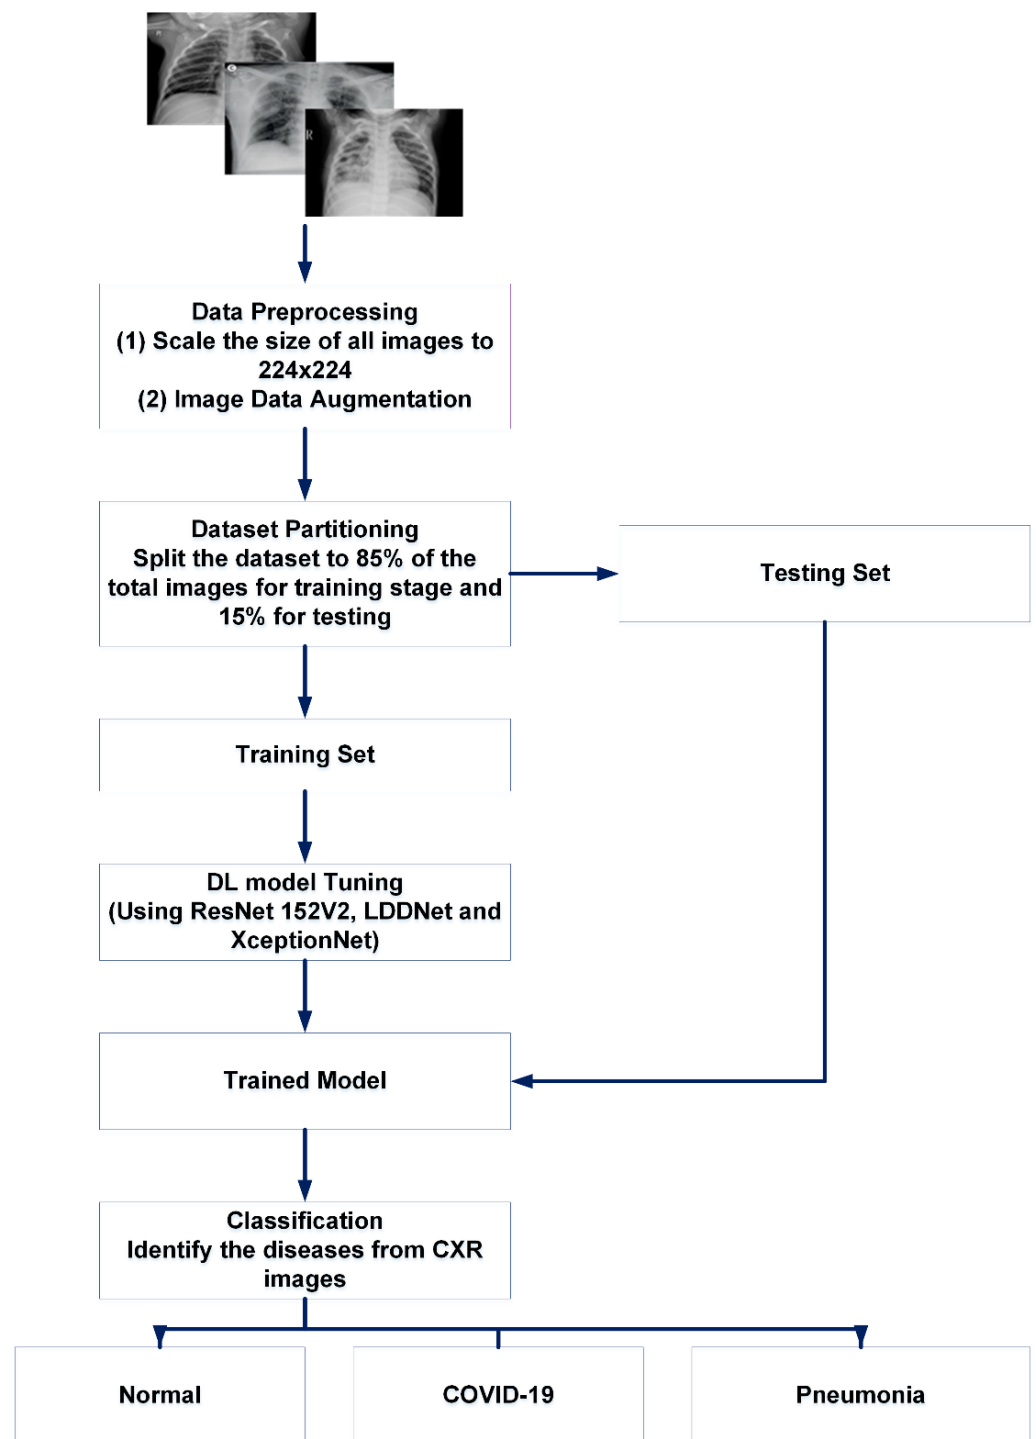 R
Data Preprocessing
(1) Scale the size of all images to
224x224
(2) Image Data Augmentation
Dataset Partitioning
Split the dataset to 85% of the
total images for training stage and
15% for testing
Testing Set
Training Set
DL model Tuning
(Using ResNet 152V2, LDDNet and
XceptionNet)
Trained Model
Classification
Identify the diseases from CXR
images
Normal
COVID-19
Pneumonia